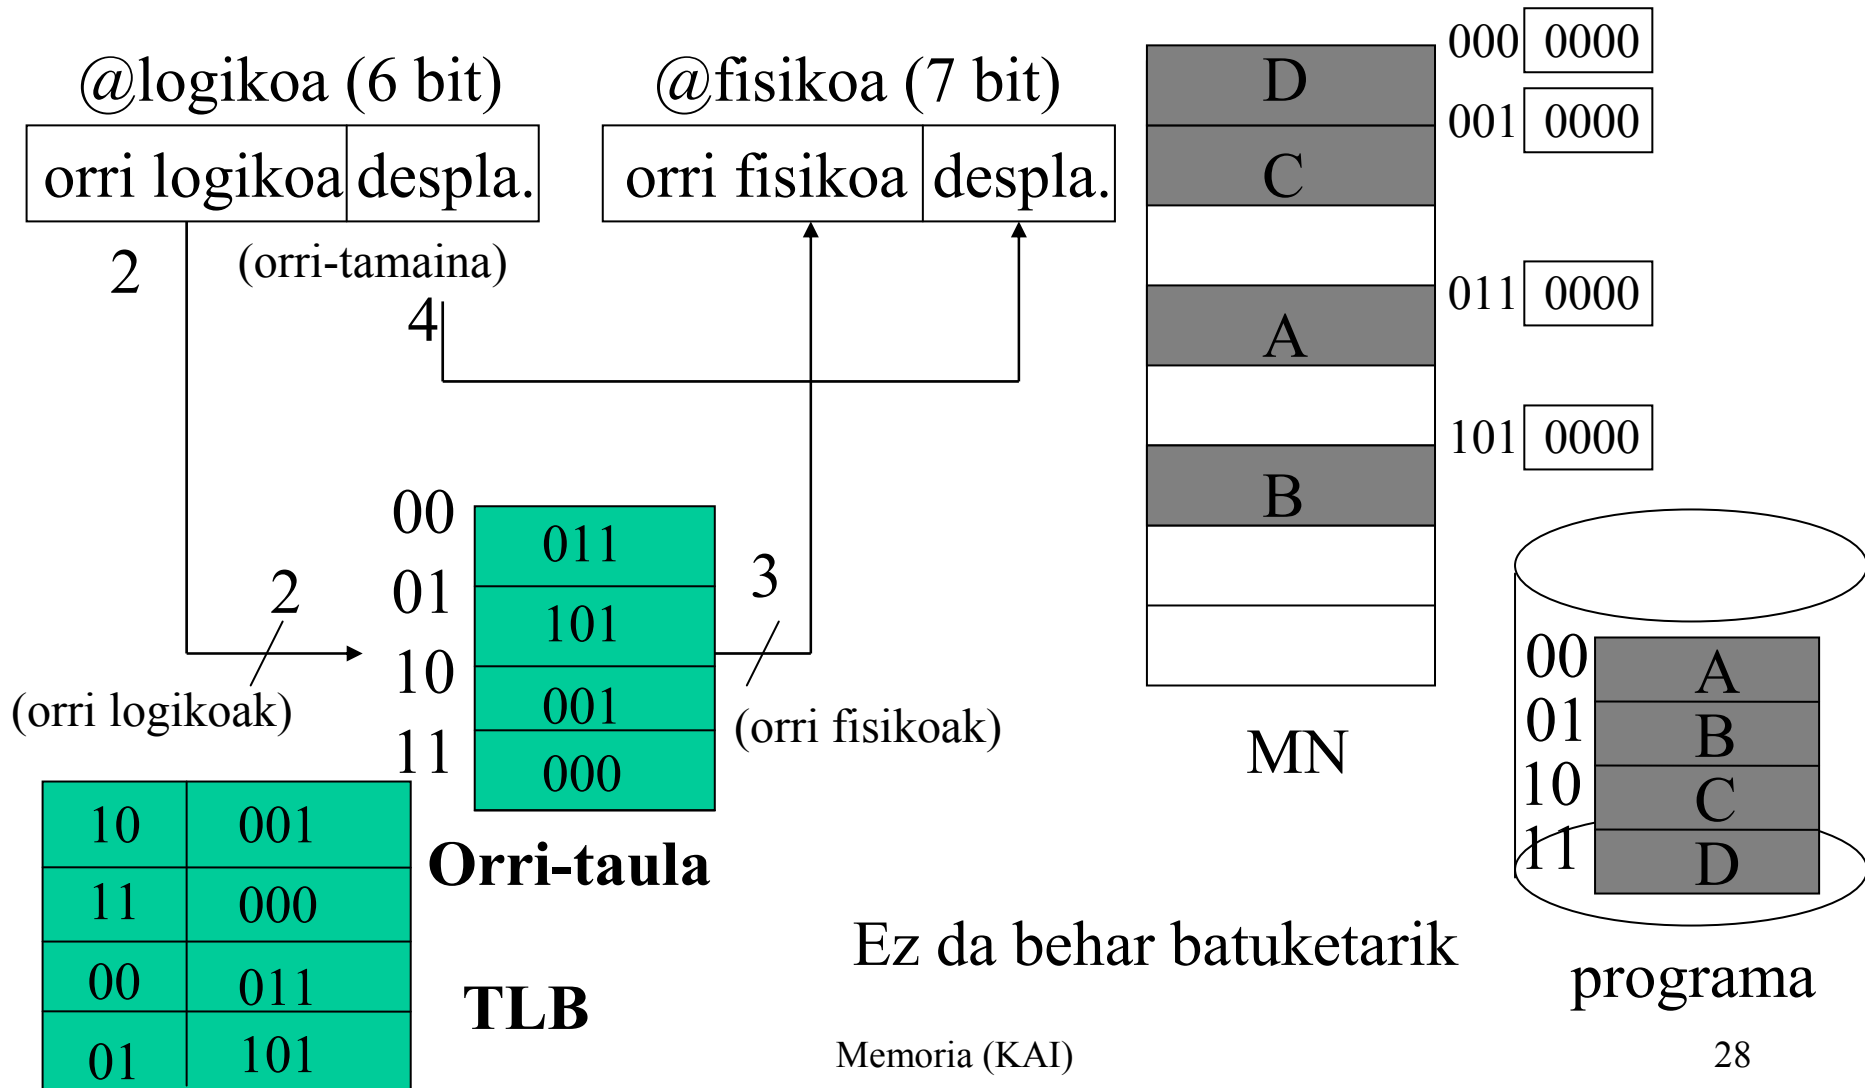 @logikoa (6 bit)
orri logikoa despla.
2
(orri-tamaina)
4
@fisikoa (7 bit)
orri fisikoa despla.
D
C
A
B
MN
000 0000
001 0000
011 0000
101 0000
2
(orri logikoak)
00 011
01 101
10 001
11 000
3
(orri fisikoak)
Orri-taula
10 001
11 000
00 011
01 101
TLB
00 A
01 B
10 C
11 D
programa
Ez da behar batuketarik
Memoria (KAI)
28